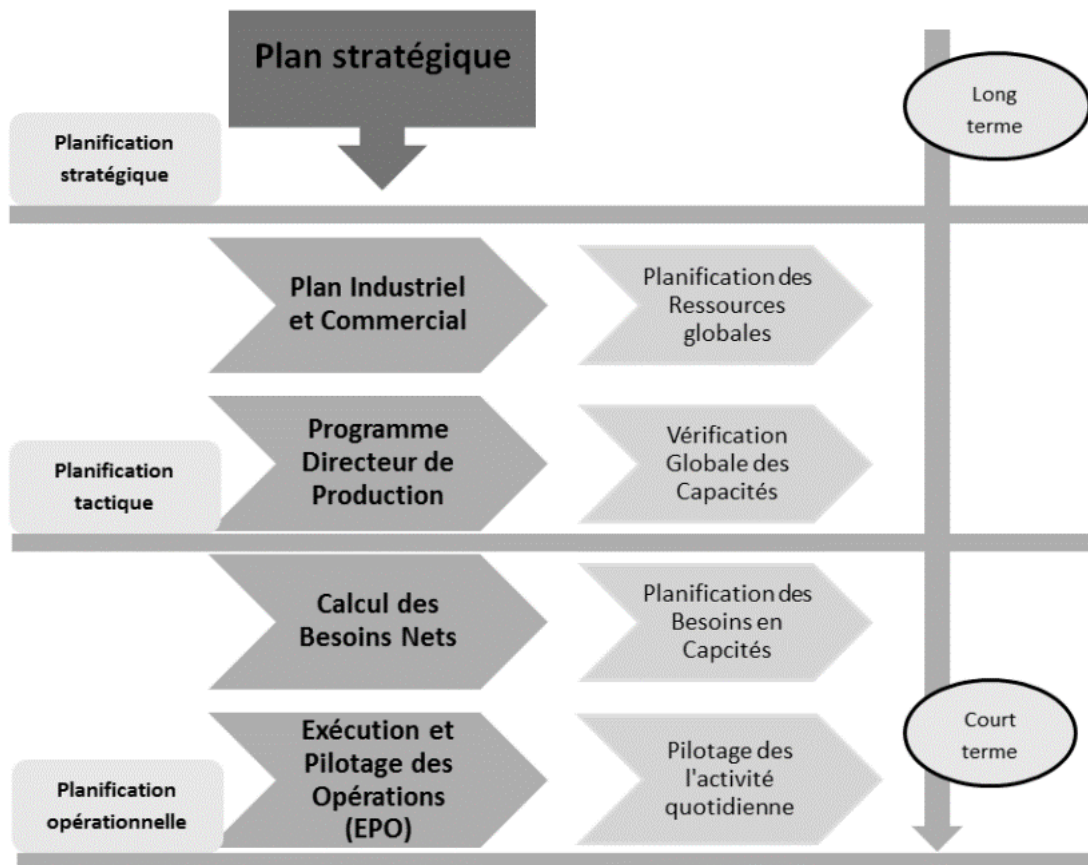 Plan stratégique
Long
terme
Planification
stratégique
Plan Industriel
et Commercial
Planification des
Ressources
globales
Programme
Directeur de
Production
Vérification
Globale des
Capacités
Planification
tactique
Calcul des
Besoins Nets
Planification des
Besoins en
Capcités
Exécution et
Pilotage des
Opérations
(EPO)
Pilotage des
l'activité
quotidienne
Court
terme
Planification
opérationnelle